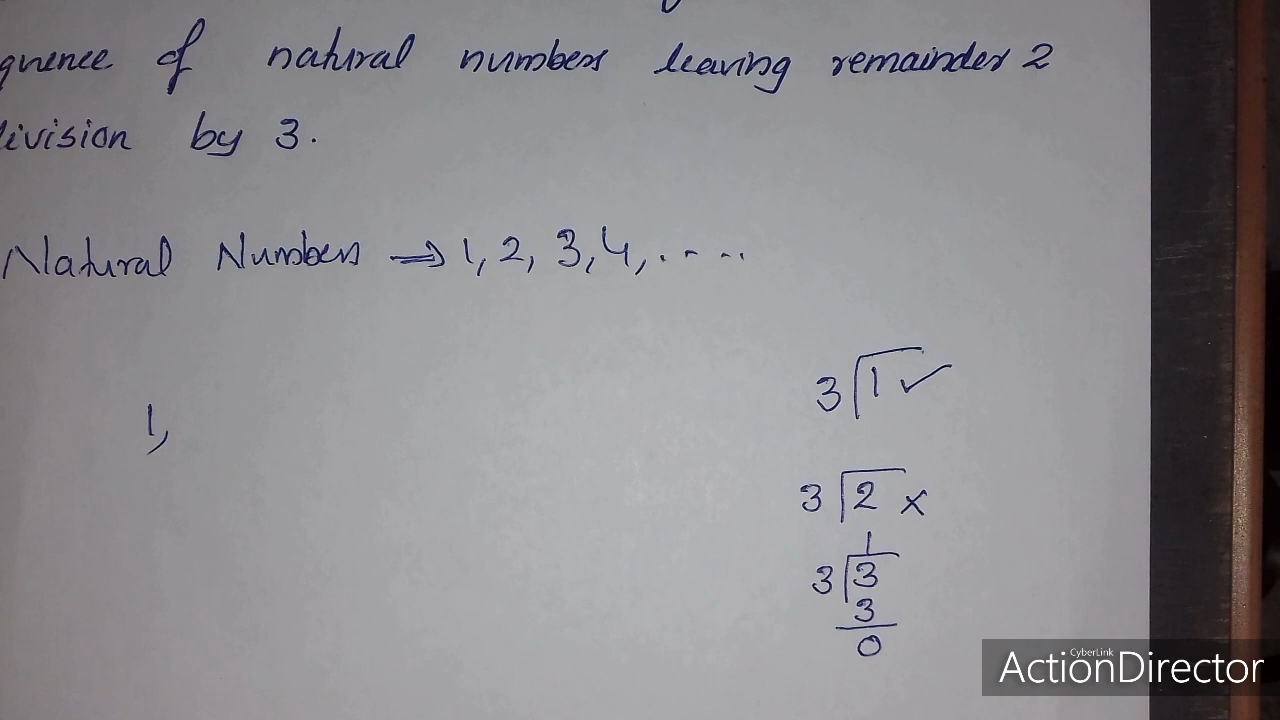 quence of natural numbers leaving remainder 2
division by 3.
Natural Numbers ⇒ 1, 2, 3, 4, .....
3 1 ✓
1,
3 2 ×
1
3 3
3
0
CyberLink
ActionDirector